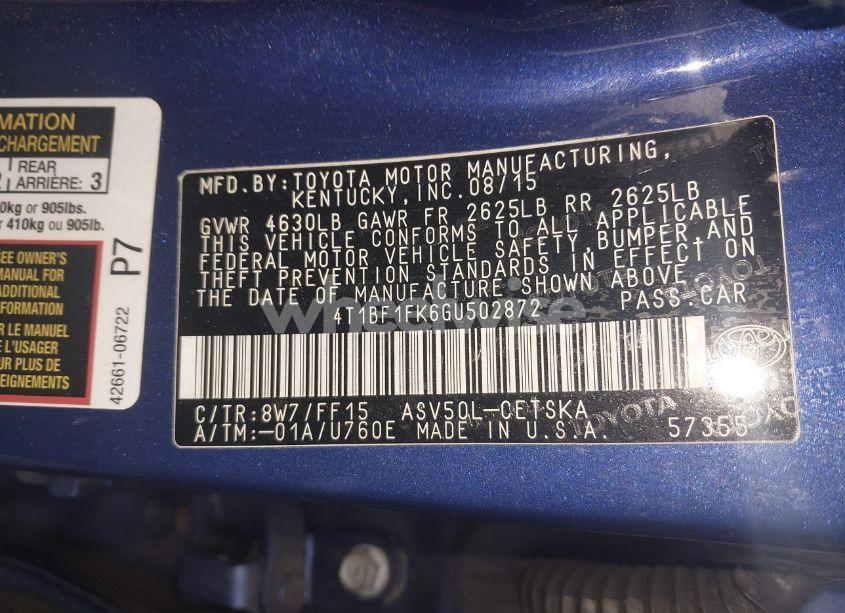 MATION
CHARGEMENT
REAR
ARRIÈRE: 3
0kg or 905lbs.
r 410kg ou 905lb.
EE OWNER'S
MANUAL FOR
ADDITIONAL
FORMATION
R LE MANUEL
E L'USAGER
UR PLUS DE
SEIGNEMENTS
P7
42661-06722
MFD.BY:TOYOTA MOTOR MANUFACTURING,
KENTUCKY,INC.08/15
GVWR 4630LB GAWR FR 2625LB RR 2625LB
THIS VEHICLE CONFORMS TO ALL APPLICABLE
FEDERAL MOTOR VEHICLE SAFETY,BUMPER,AND
THEFT PREVENTION STANDARDS IN EFFECT ON
THE DATE OF MANUFACTURE SHOWN ABOVE.
4T1BF1FK6GU502872 PASS.CAR
C/TR:8W7/FF15 ASV50L-CETSKA
A/TM:-01A/U760E MADE IN U.S.A. 57355
TOYOTA
wheelwise